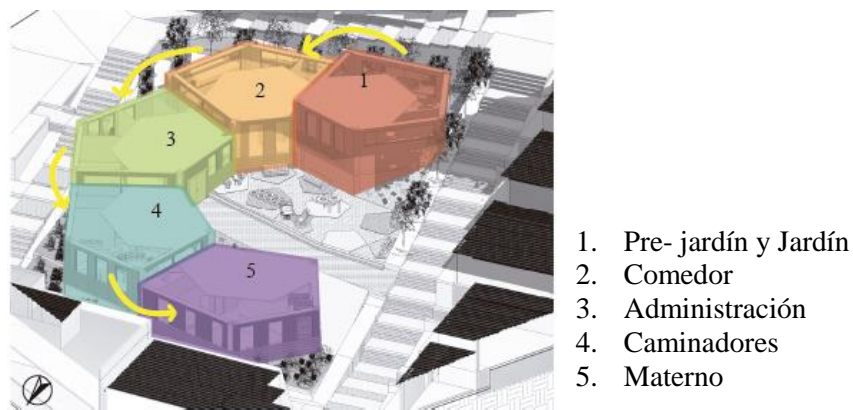 1
2
3
4
5
1. Pre- jardín y Jardín
2. Comedor
3. Administración
4. Caminadores
5. Materno